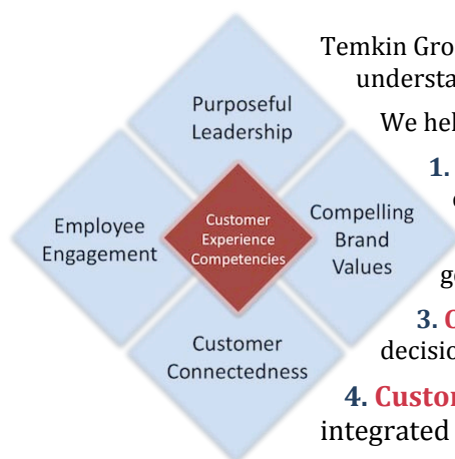 Purposeful
Leadership
Employee
Engagement
Customer
Experience
Competencies
Compelling
Brand
Values
Customer
Connectedness
Temkin Gro
understa
We hel
1.
3.
decisio
4. Custo
integrated